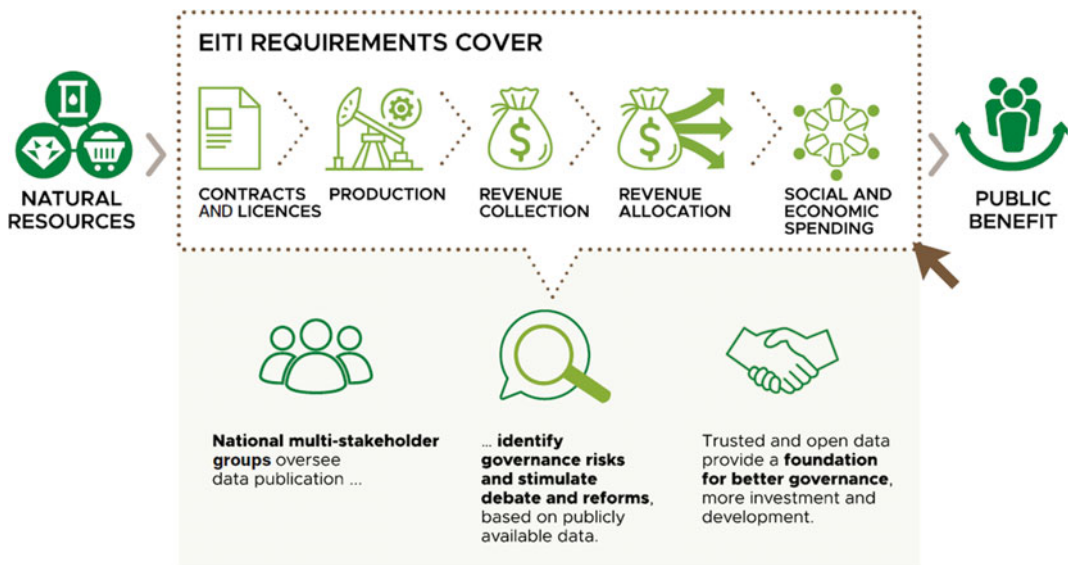 EITI REQUIREMENTS COVER
NATURAL
RESOURCES
CONTRACTS
AND LICENCES
PRODUCTION
REVENUE
COLLECTION
REVENUE
ALLOCATION
SOCIAL AND
ECONOMIC
SPENDING
PUBLIC
BENEFIT
National multi-stakeholder
groups oversee
data publication ...
... identify
governance risks
and stimulate
debate and reforms,
based on publicly
available data.
Trusted and open data
provide a foundation
for better governance,
more investment and
development.